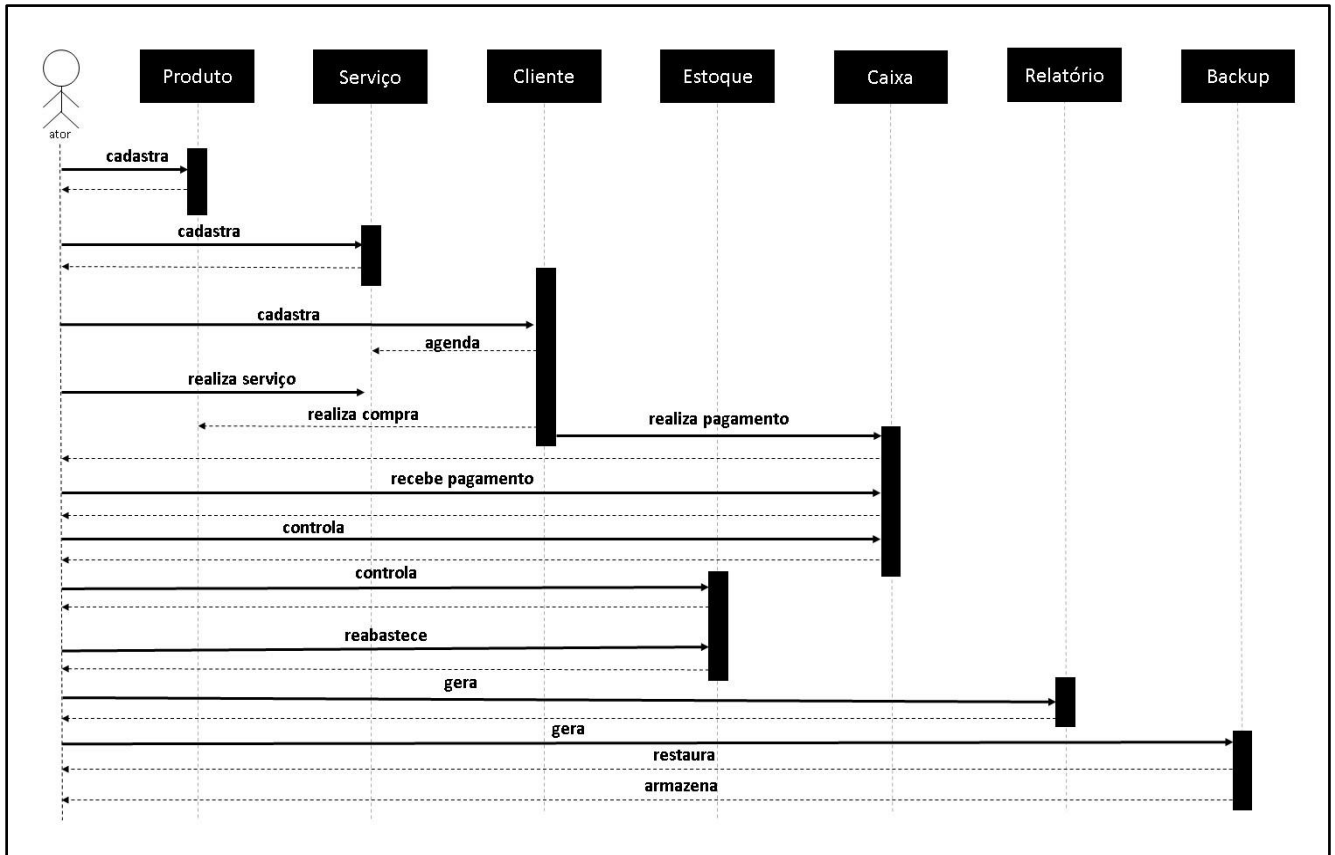 Produto
Serviço
Cliente
Estoque
Caixa
Relatório
Backup
ator
cadastra
cadastra
cadastra
agenda
realiza serviço
realiza compra
realiza pagamento
recebe pagamento
controla
controla
reabastece
gera
gera
restaura
armazena